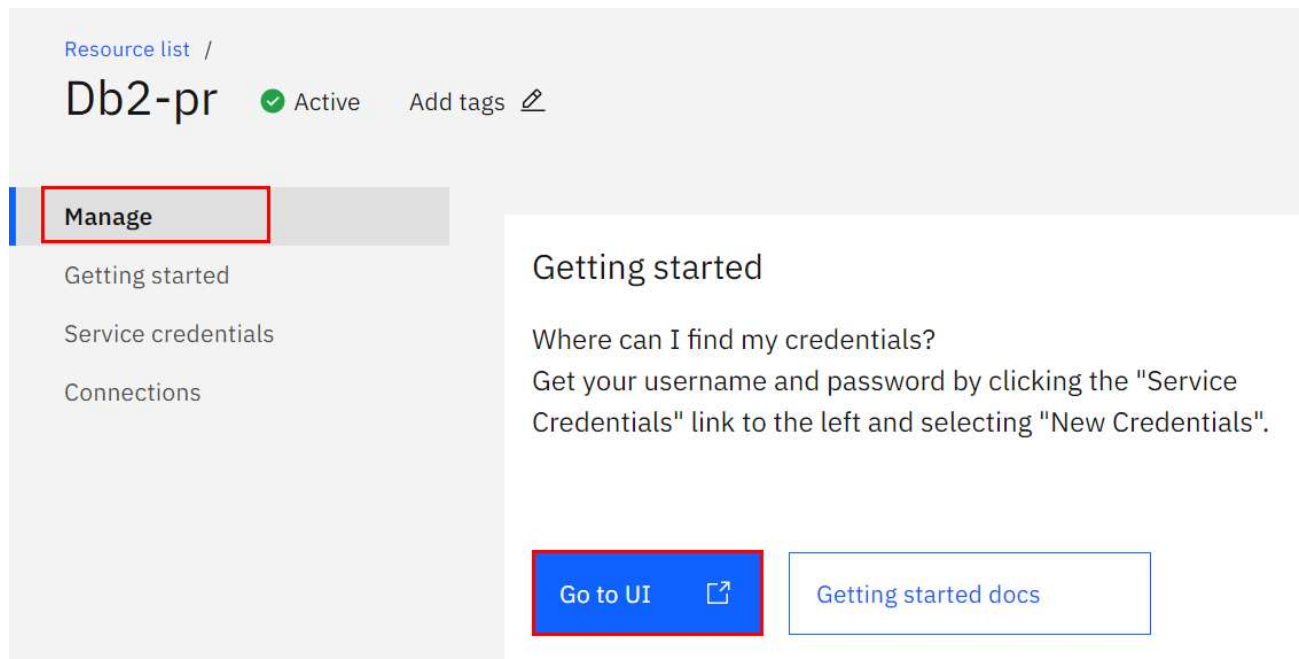 Resource list /
Db2-pr Active Add tags
Manage
Getting started
Service credentials
Connections
Getting started
Where can I find my credentials?
Get your username and password by clicking the "Service
Credentials" link to the left and selecting "New Credentials".
Go to UI
Getting started docs